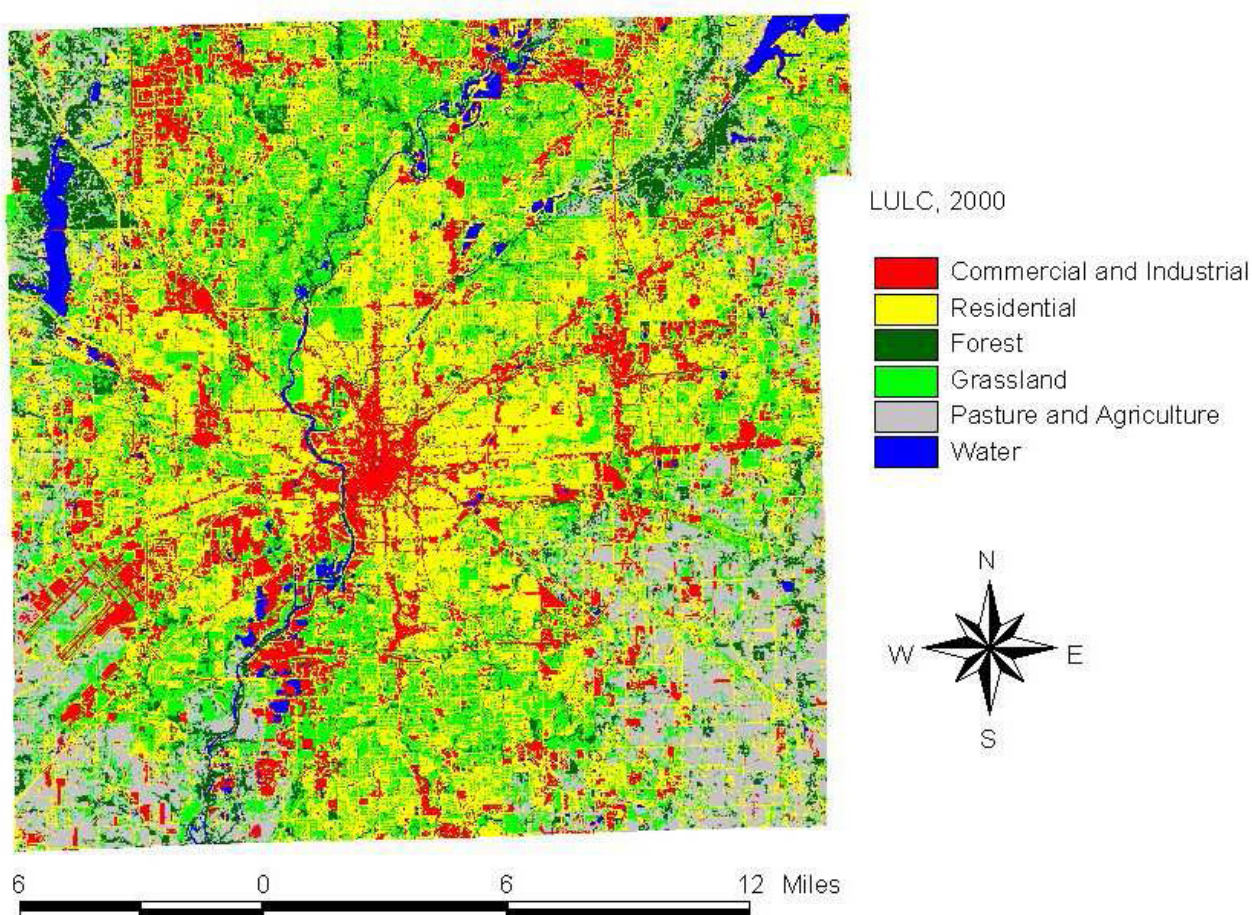 LULC, 2000
Commercial and Industrial
Residential
Forest
Grassland
Pasture and Agriculture
Water
N
W E
S
6 0 6 12 Miles